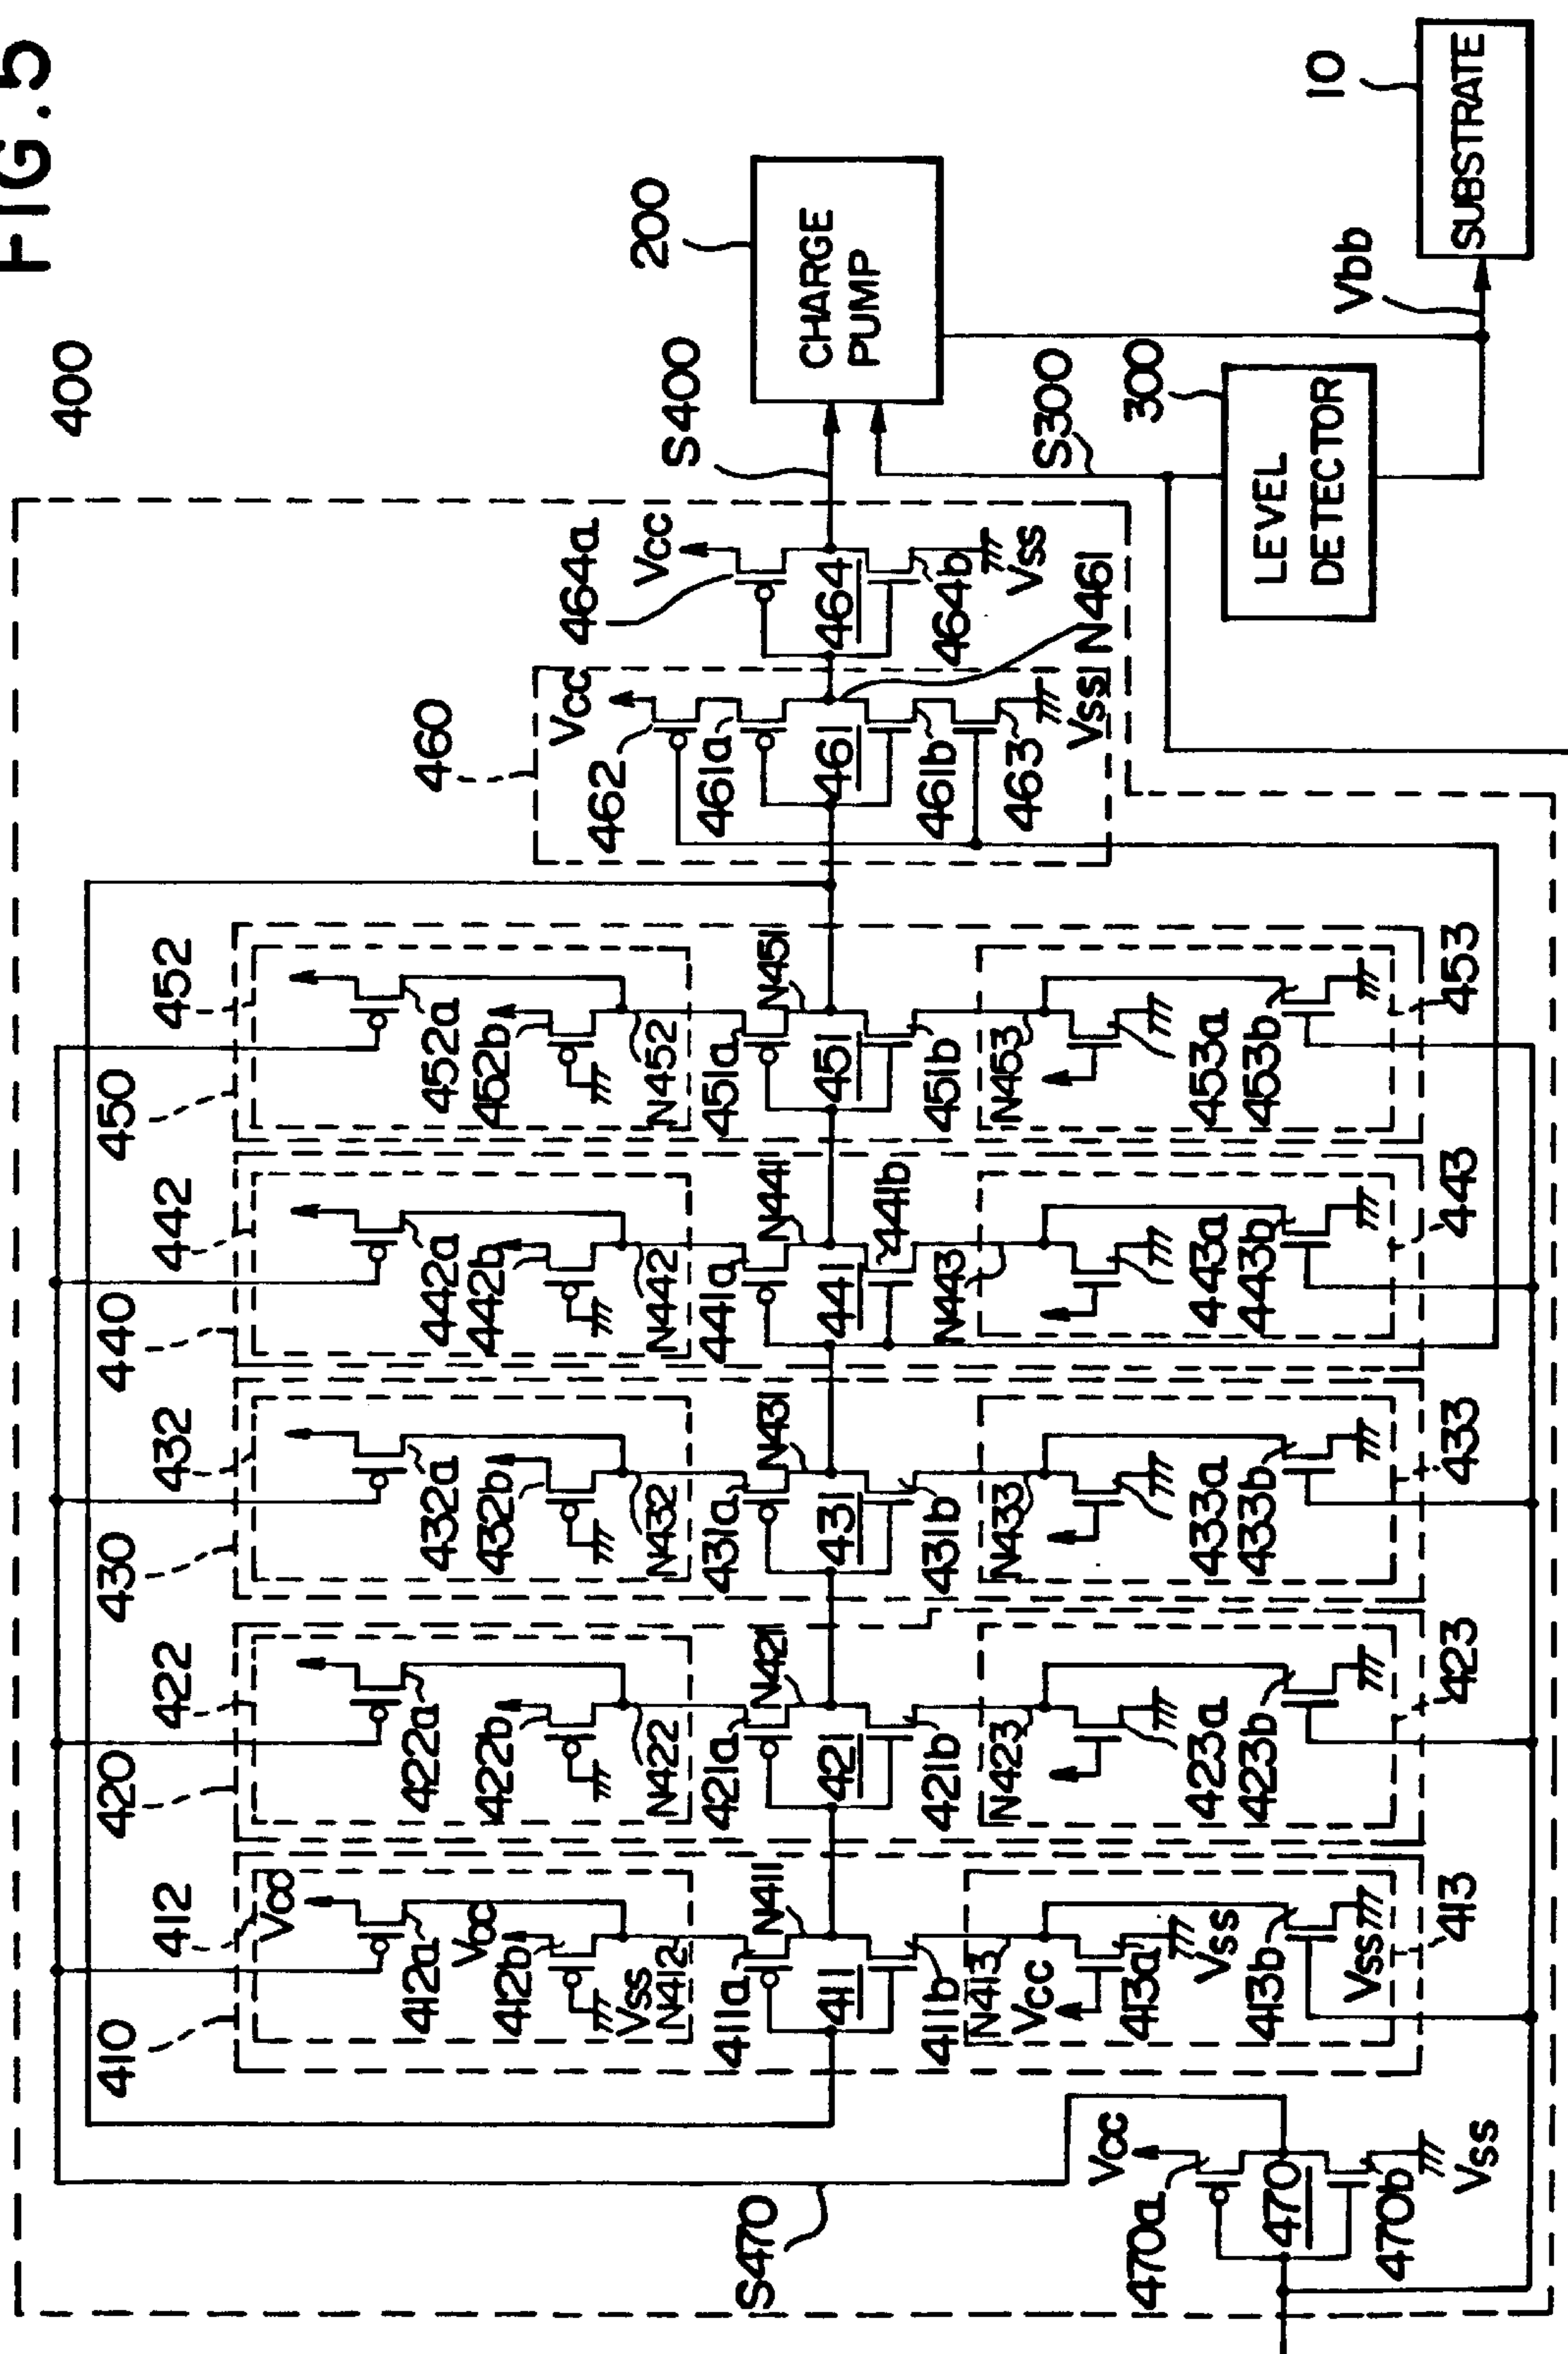 FIG.5
400
410
412
Vcc
412a
Vcc
412b
Vss
N412
411a
411
N411
411b
N413
Vcc
413a
Vss
413b
Vss
413
420
422
422a
422b
N422
421a
421
N421
421b
N423
423a
423b
423
430
432
432a
432b
N432
431a
431
N431
431b
N433
433a
433b
433
440
442
442a
442b
N442
441a
441
N441
441b
N443
443a
443b
443
450
452
452a
452b
N452
451a
451
N451
451b
N453
453a
453b
453
460
Vcc
462
461a
461
461b
463
Vss
N461
464a
Vcc
464
464b
Vss
S400
200
CHARGE
PUMP
S300
300
LEVEL
DETECTOR
Vbb
10
SUBSTRATE
S470
470a
Vcc
470
470b
Vss